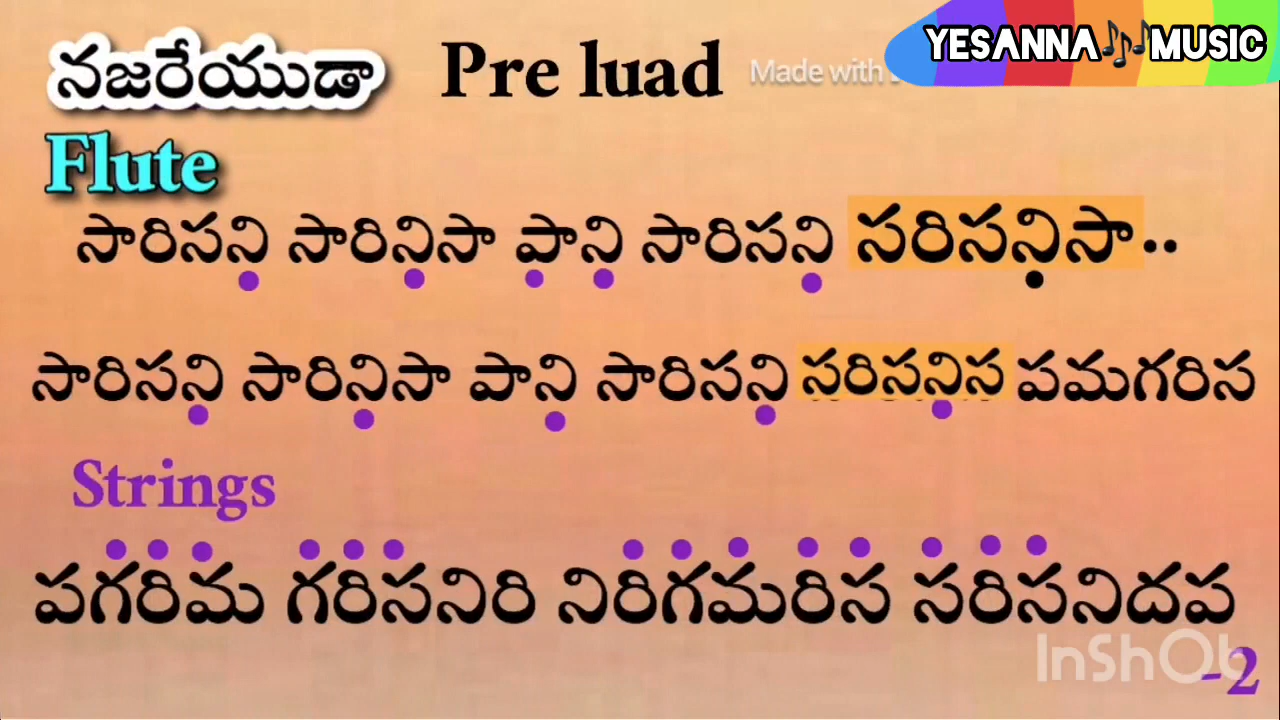 నజరేయుడా Pre luad Made with YESANNA MUSIC
Flute
సారిసని సారినిసా పాని సారిసని సరిసనిసా..
సారిసని సారినిసా పాని సారిసని సరిసనిస పమగరిస
Strings
పగరిమ గరిసనిరి నిరిగమరిస సరిసనిదప
InShOt -2